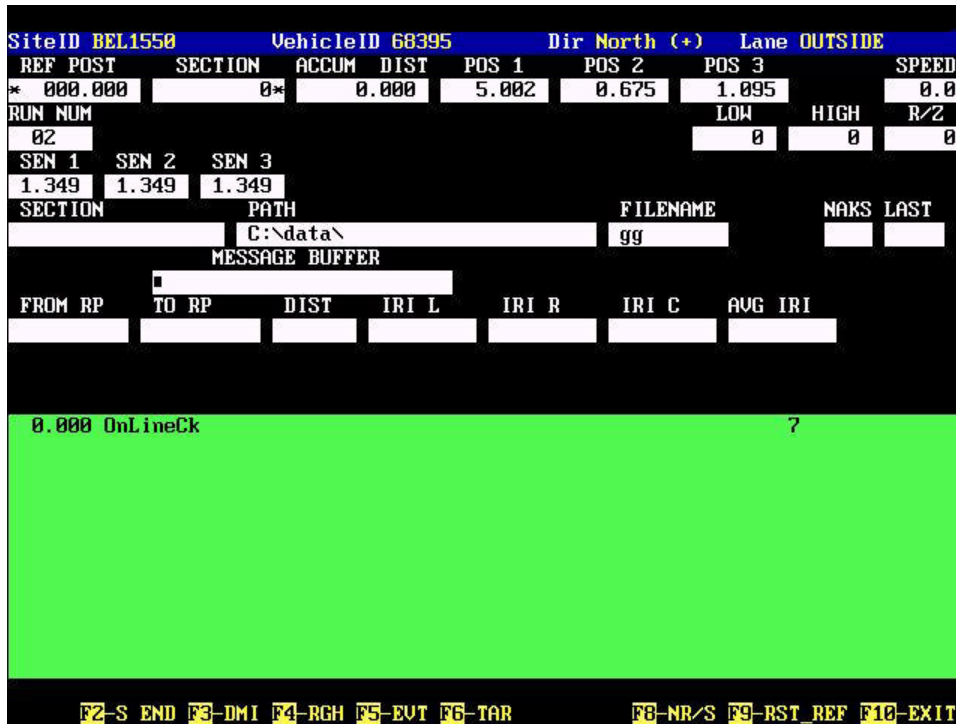 SiteID BEL1550 VehicleID 68395 Dir North (+) Lane OUTSIDE
REF POST SECTION ACCUM DIST POS 1 POS 2 POS 3 SPEED
* 000.000 0* 0.000 5.002 0.675 1.095 0.0
RUN NUM LOW HIGH R/Z
02 0 0 0
SEN 1 SEN 2 SEN 3
1.349 1.349 1.349
SECTION PATH FILENAME NAKS LAST
C:\data\ gg
MESSAGE BUFFER
FROM RP TO RP DIST IRI L IRI R IRI C AVG IRI
0.000 OnLineCk 7
F2-S END F3-DMI F4-RGH F5-EVT F6-TAR F8-NR/S F9-RST_REF F10-EXIT